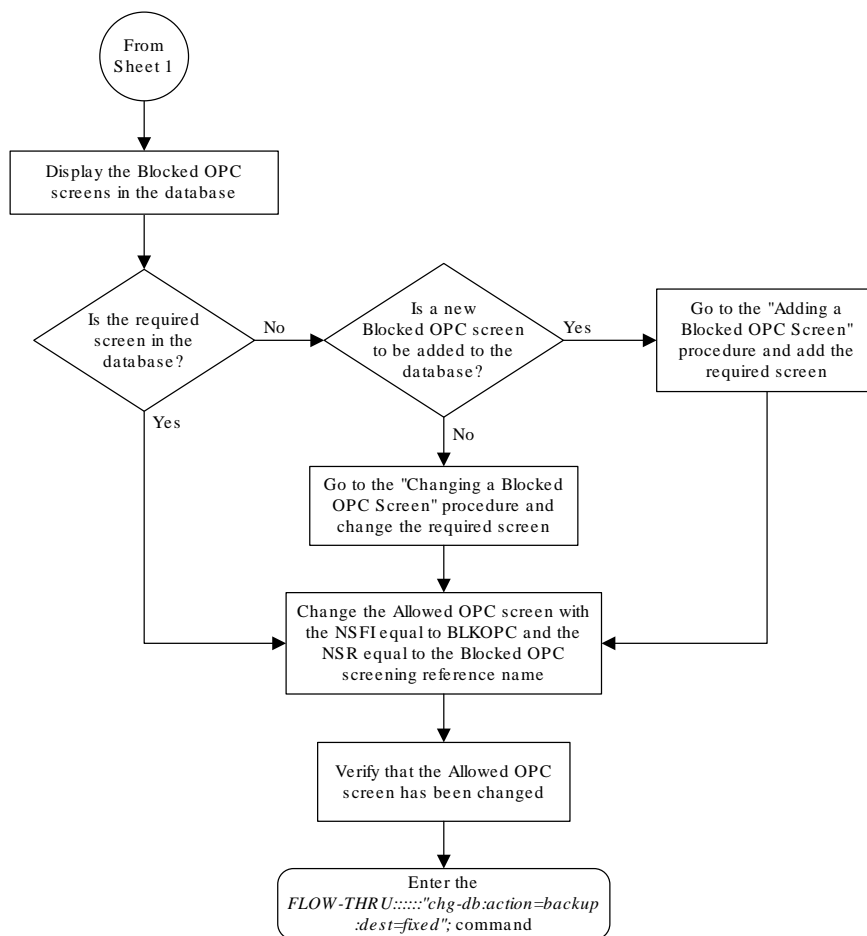 From
Sheet 1
Display the Blocked OPC
screens in the database
Is the required
screen in the
database?
No
Yes
Is a new
Blocked OPC screen
to be added to the
database?
Yes
No
Go to the "Adding a
Blocked OPC Screen"
procedure and add the
required screen
Go to the "Changing a Blocked
OPC Screen" procedure and
change the required screen
Change the Allowed OPC screen with
the NSFI equal to BLKOPC and the
NSR equal to the Blocked OPC
screening reference name
Verify that the Allowed OPC
screen has been changed
Enter the
FLOW-THRU::::::"chg-db:action=backup
:dest=fixed"; command